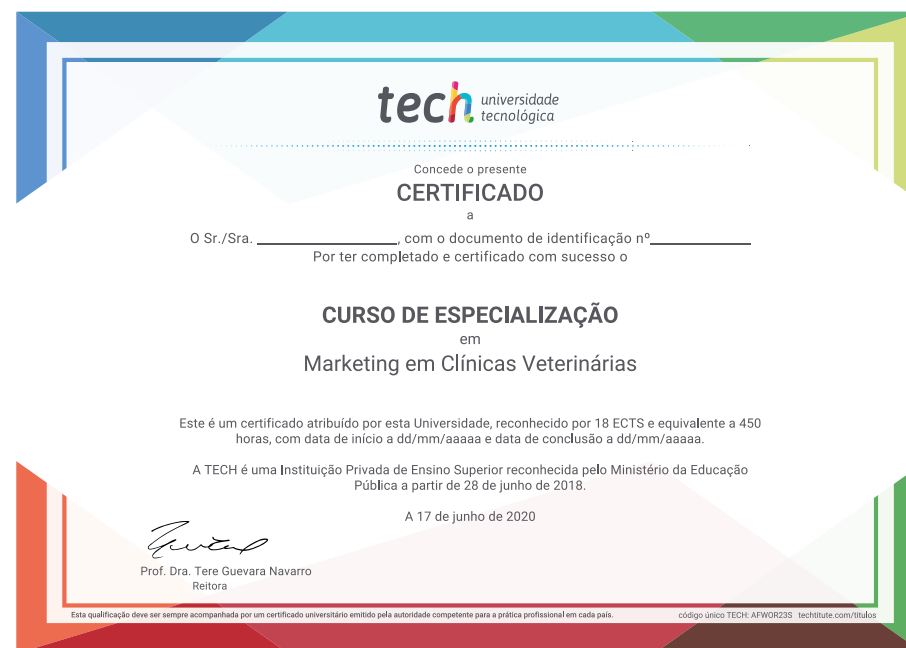 tech universidade
tecnológica
Concede o presente
CERTIFICADO
a
O Sr./Sra. ____________, com o documento de identificação nº_________
Por ter completado e certificado com sucesso o
CURSO DE ESPECIALIZAÇÃO
em
Marketing em Clínicas Veterinárias
Este é um certificado atribuído por esta Universidade, reconhecido por 18 ECTS e equivalente a 450
horas, com data de início a dd/mm/aaaaa e data de conclusão a dd/mm/aaaaa.
A TECH é uma Instituição Privada de Ensino Superior reconhecida pelo Ministério da Educação
Pública a partir de 28 de junho de 2018.
A 17 de junho de 2020
Prof. Dra. Tere Guevara Navarro
Reitora
Esta qualificação deve ser sempre acompanhada por um certificado universitário emitido pela autoridade competente para a prática profissional em cada país.
código único TECH: AFWOR23S techtitute.com/titulos